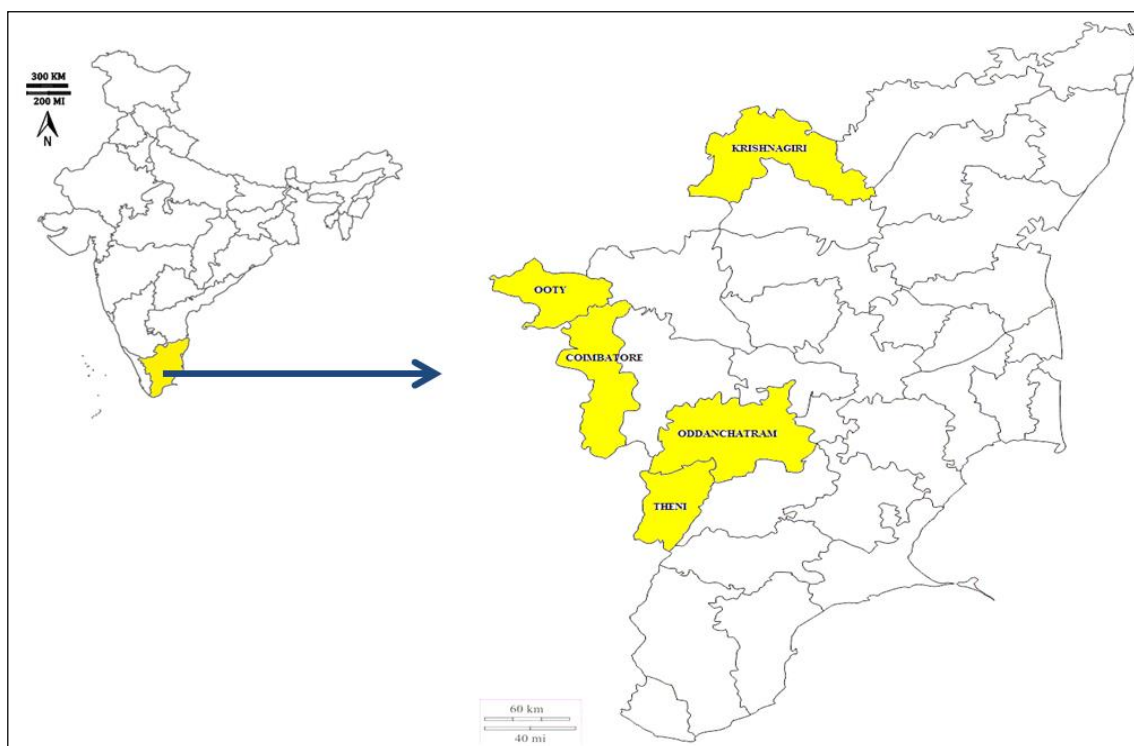 300 KM
200 MI
N
KRISHNAGIRI
OOTY
COIMBATORE
ODDANCHATRAM
THENI
60 km
40 mi